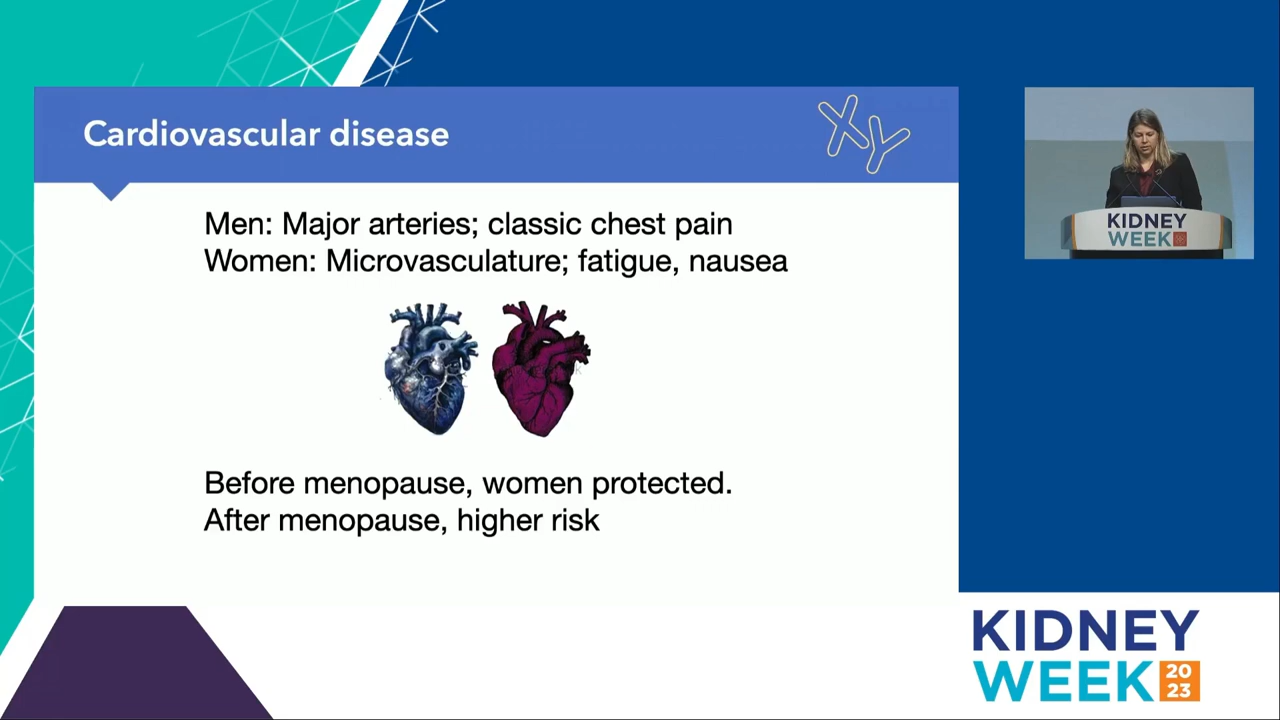 Cardiovascular disease
XY
Men: Major arteries; classic chest pain
Women: Microvasculature; fatigue, nausea
Before menopause, women protected.
After menopause, higher risk
KIDNEY
WEEK
KIDNEY
WEEK 20
23